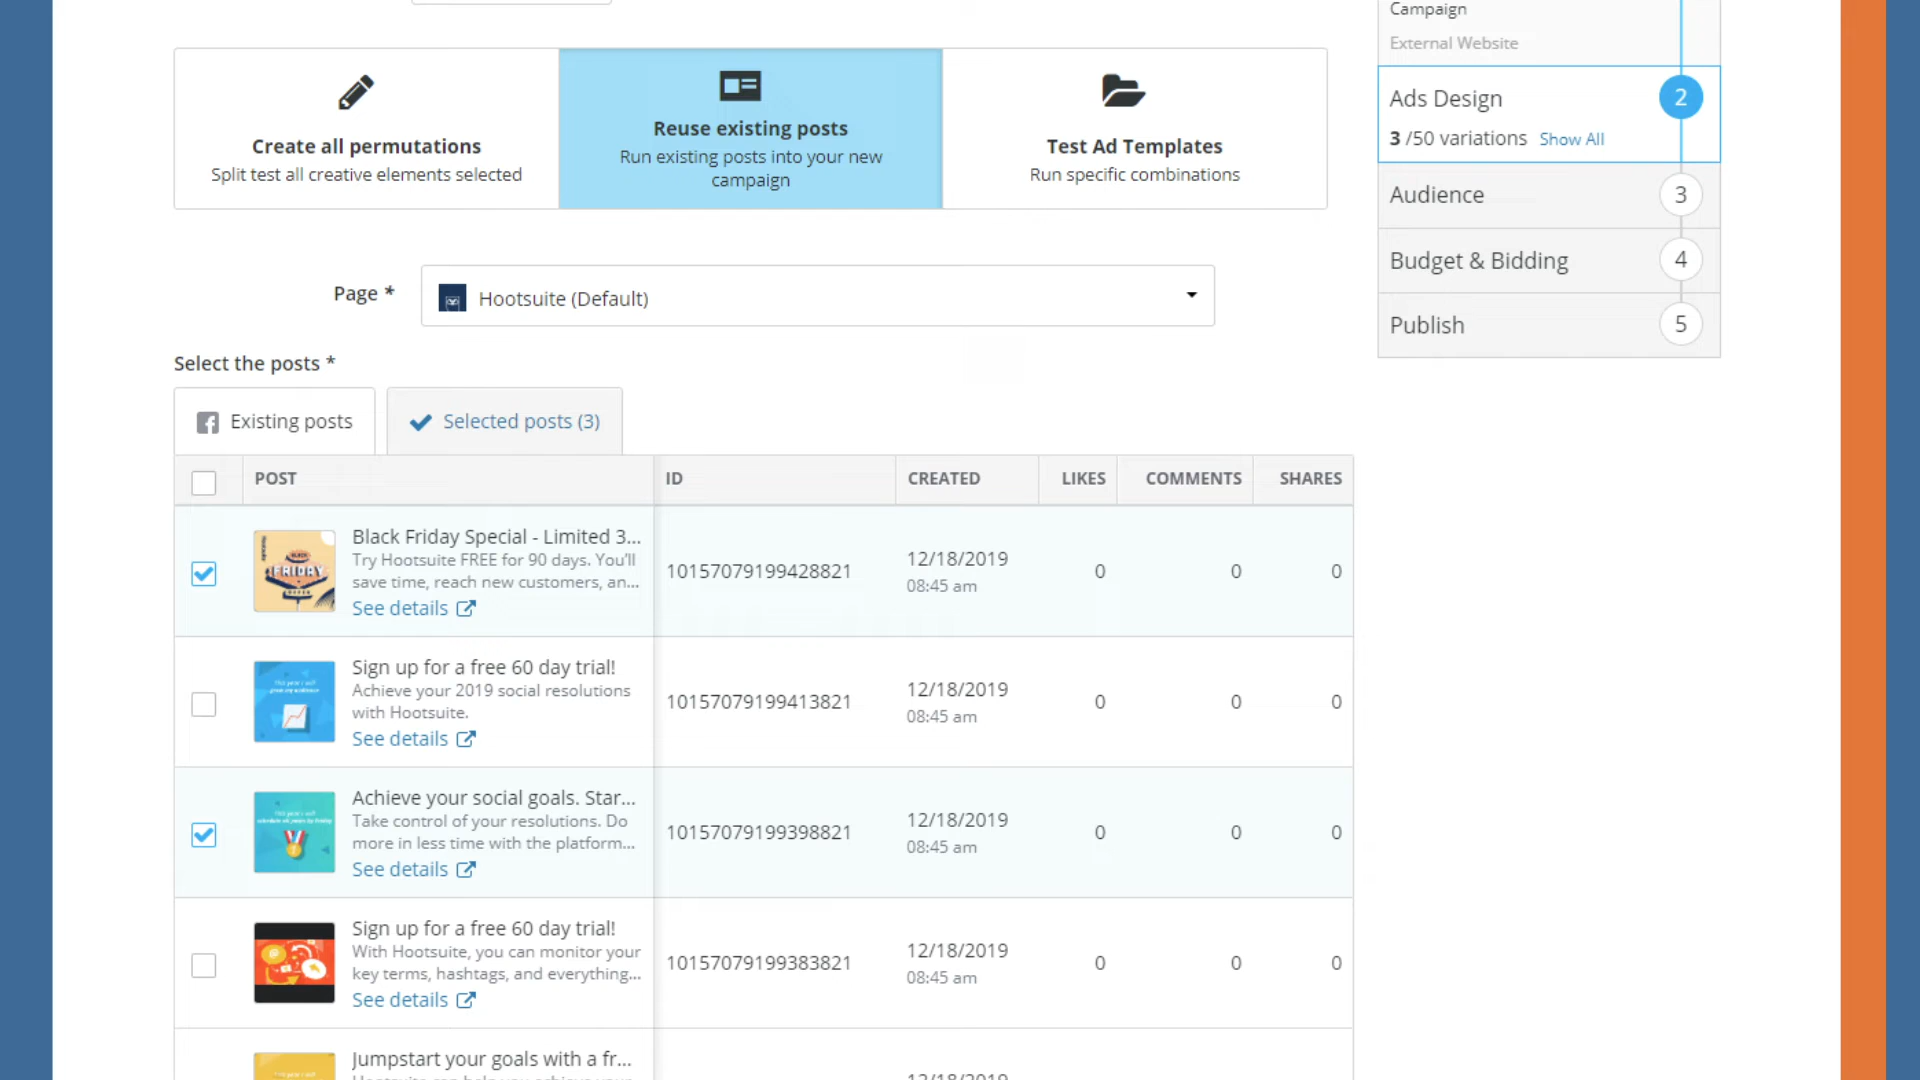 Campaign
External Website
Create all permutations
Split test all creative elements selected
Reuse existing posts
Run existing posts into your new
campaign
Test Ad Templates
Run specific combinations
Ads Design
2
3 /50 variations Show All
Audience
3
Budget & Bidding
4
Publish
5
Page *
Hootsuite (Default)
Select the posts *
Existing posts
Selected posts (3)
POST ID CREATED LIKES COMMENTS SHARES
Black Friday Special - Limited 3...
Try Hootsuite FREE for 90 days. You'll
save time, reach new customers, an...
See details
FRIDAY
10157079199428821
12/18/2019
08:45 am
0 0 0
Sign up for a free 60 day trial!
Achieve your 2019 social resolutions
with Hootsuite.
See details
10157079199413821
12/18/2019
08:45 am
0 0 0
Achieve your social goals. Star...
Take control of your resolutions. Do
more in less time with the platform...
See details
10157079199398821
12/18/2019
08:45 am
0 0 0
Sign up for a free 60 day trial!
With Hootsuite, you can monitor your
key terms, hashtags, and everything...
See details
10157079199383821
12/18/2019
08:45 am
0 0 0
Jumpstart your goals with a fr...
12/18/2019